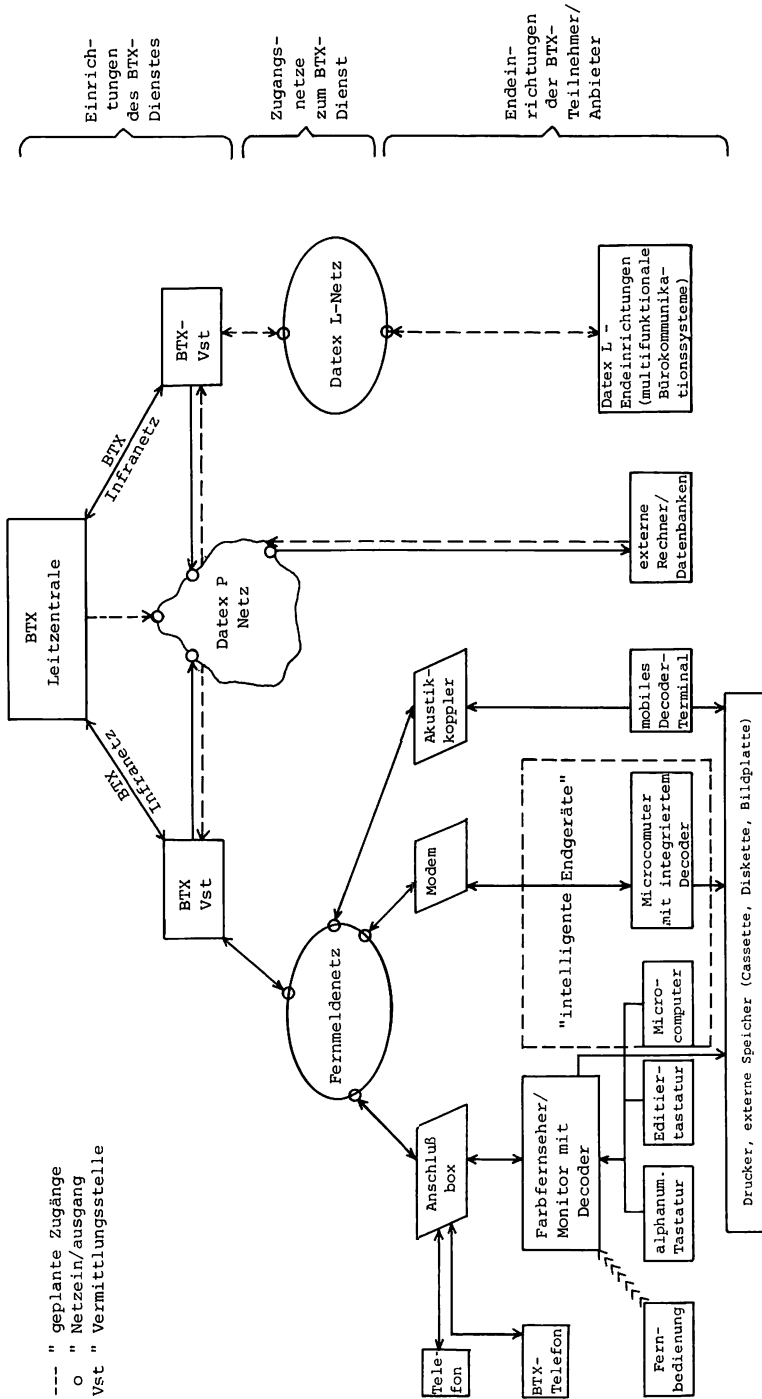 --- " geplante Zugänge
o " Netzein/ausgang
Vst " Vermittlungsstelle
BTX
Leitzentrale
BTX
Infranetz
BTX
Infranetz
BTX
Vst
BTX-
Vst
Einrich-
tungen
des BTX-
Dienstes
Datex P
Netz
Fernmeldenetz
Datex L-Netz
Zugangs-
netze
zum BTX-
Dienst
Anschluß
box
Modem
Akustik-
koppler
Tele-
fon
BTX-
Telefon
Farbfernseher/
Monitor mit
Decoder
"intelligente Endgeräte"
Microcomuter
mit integriertem
Decoder
mobiles
Decoder-
Terminal
externe
Rechner/
Datenbanken
Datex L -
Endeinrichtungen
(multifunktionale
Bürokommunika-
tionssysteme)
Endein-
richtungen
der BTX-
Teilnehmer/
Anbieter
Fern-
bedienung
alphanum.
Tastatur
Editier-
tastatur
Micro-
computer
Drucker, externe Speicher (Cassette, Diskette, Bildplatte)